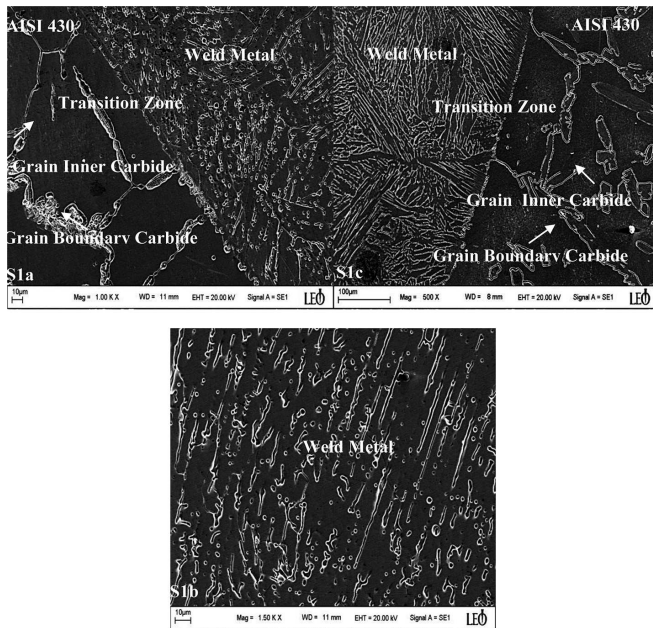 AISI 430
Weld Metal
Transition Zone
Grain Inner Carbide
Grain Boundary Carbide
S1a
10µm
Mag = 1.00 K X WD = 11 mm EHT = 20.00 kV Signal A = SE1 LEO
AISI 430
Weld Metal
Transition Zone
Grain Inner Carbide
Grain Boundary Carbide
S1c
100µm
Mag = 500 X WD = 8 mm EHT = 20.00 kV Signal A = SE1 LEO
Weld Metal
S1b
10µm
Mag = 1.50 K X WD = 11 mm EHT = 20.00 kV Signal A = SE1 LEO